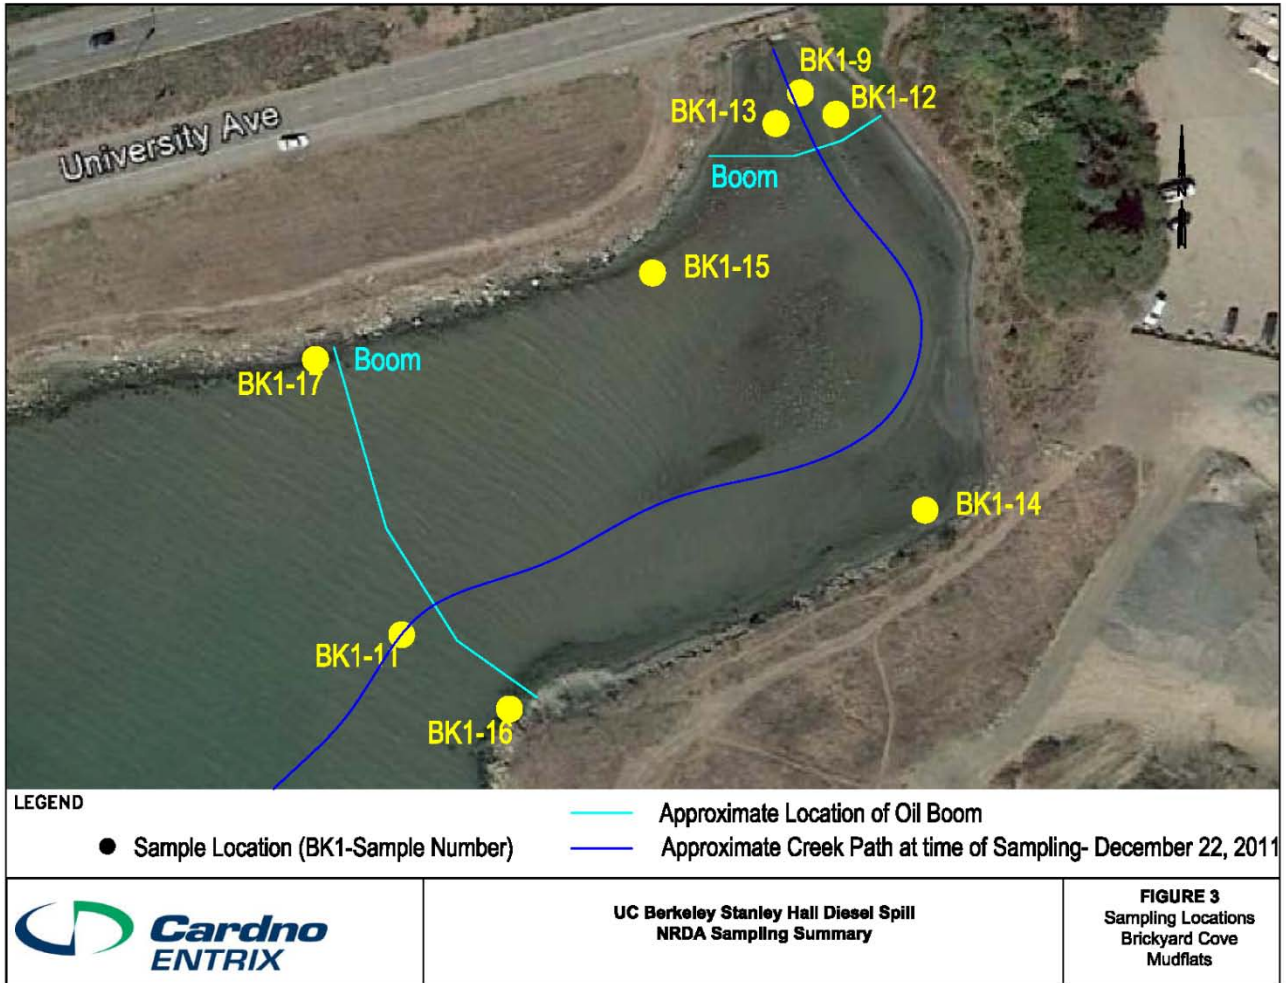 BK1-9
BK1-13
BK1-12
University Ave
Boom
N
BK1-15
Boom
BK1-17
BK1-14
BK1-11
BK1-16
LEGEND
Approximate Location of Oil Boom
Sample Location (BK1-Sample Number)
Approximate Creek Path at time of Sampling- December 22, 2011
Cardno
ENTRIX
UC Berkeley Stanley Hall Diesel Spill
NRDA Sampling Summary
FIGURE 3
Sampling Locations
Brickyard Cove
Mudflats